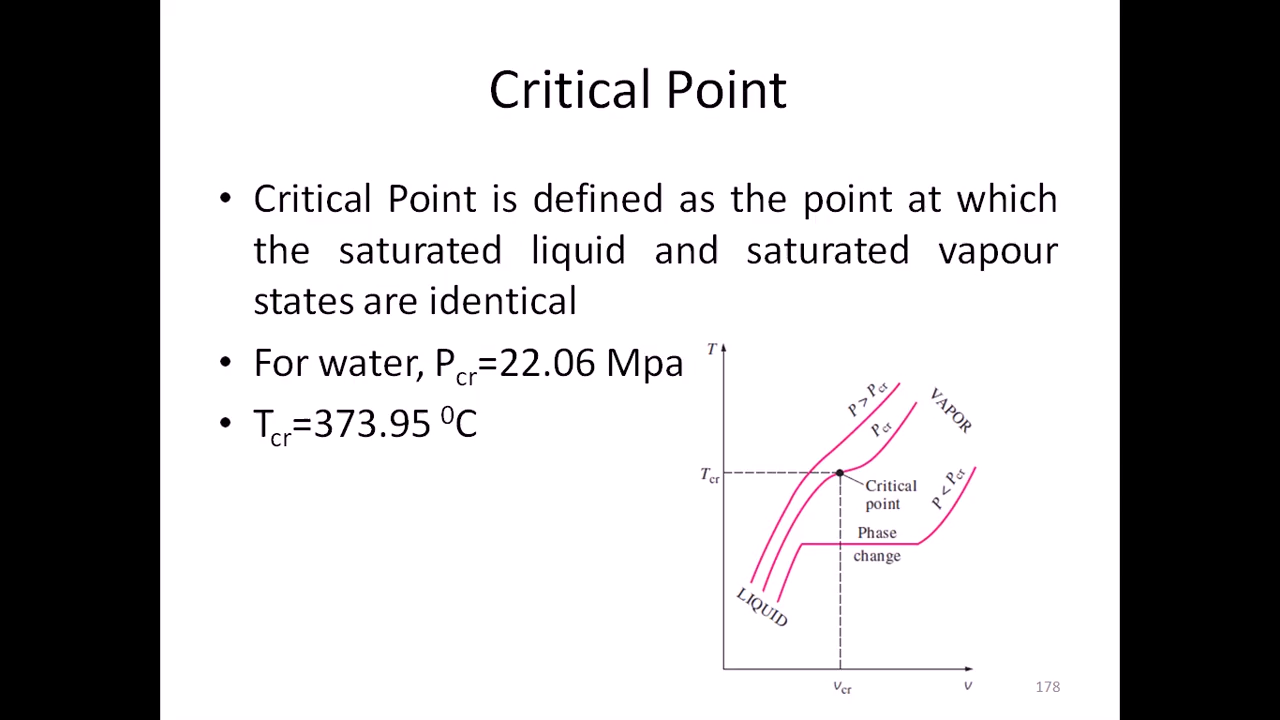 Critical Point
• Critical Point is defined as the point at which
the saturated liquid and saturated vapour
states are identical
• For water, Pcr=22.06 Mpa
• Tcr=373.95 ⁰C
T
P > Pcr
VAPOR
Pcr
Tcr
Critical
point
P < Pcr
Phase
change
LIQUID
vcr
v
178